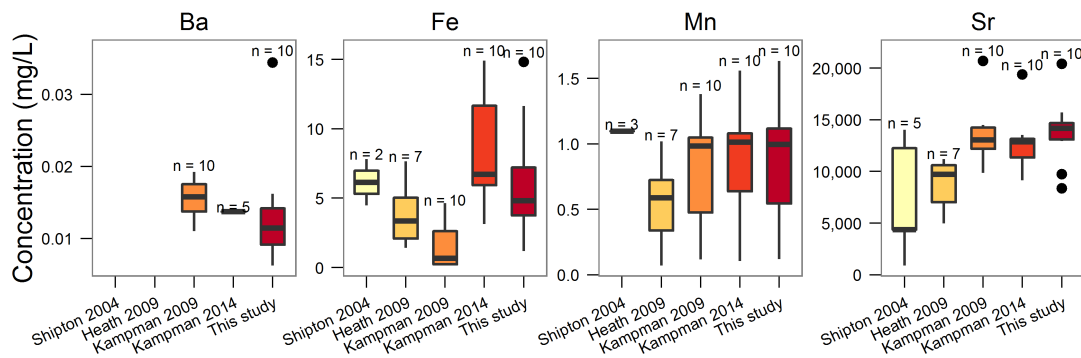 Ba
Fe
Mn
Sr
Concentration (mg/L)
0.03
0.02
0.01
n = 10
n = 5
n = 10
Shipton 2004
Heath 2009
Kampman 2009
Kampman 2014
This study
15
10
5
0
n = 2
n = 7
n = 10
n = 10
n = 10
Shipton 2004
Heath 2009
Kampman 2009
Kampman 2014
This study
1.5
1.0
0.5
0.0
n = 3
n = 7
n = 10
n = 10
n = 10
Shipton 2004
Heath 2009
Kampman 2009
Kampman 2014
This study
20,000
15,000
10,000
5,000
0
n = 5
n = 7
n = 10
n = 10
n = 10
Shipton 2004
Heath 2009
Kampman 2009
Kampman 2014
This study